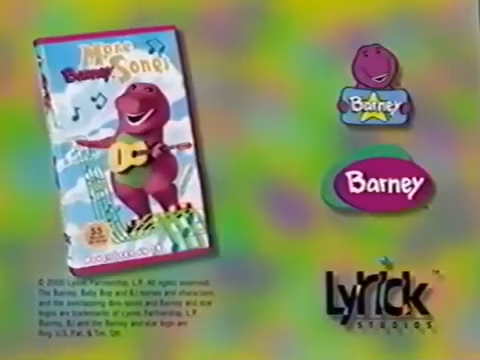 More
Barney Songs
55
Barney
Barney
Lyrick
STUDIOS
TM
© 2000 Lyrick Partnership, L.P. All rights reserved.
The Barney, Baby Bop and BJ names and characters
and the overlapping dino spots and Barney and star
logos are trademarks of Lyrick Partnership, L.P.
Barney, BJ and the Barney and star logo are
Reg. U.S. Pat. & Tm. Off.